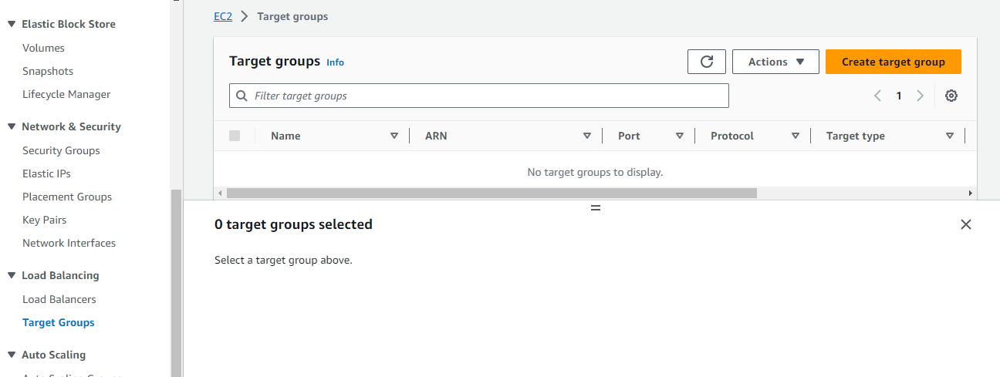 Elastic Block Store
Volumes
Snapshots
Lifecycle Manager
Network & Security
Security Groups
Elastic IPs
Placement Groups
Key Pairs
Network Interfaces
Load Balancing
Load Balancers
Target Groups
Auto Scaling
EC2 Target groups
Target groups Info Actions Create target group
Filter target groups 1
Name ARN Port Protocol Target type
No target groups to display.
0 target groups selected
Select a target group above.